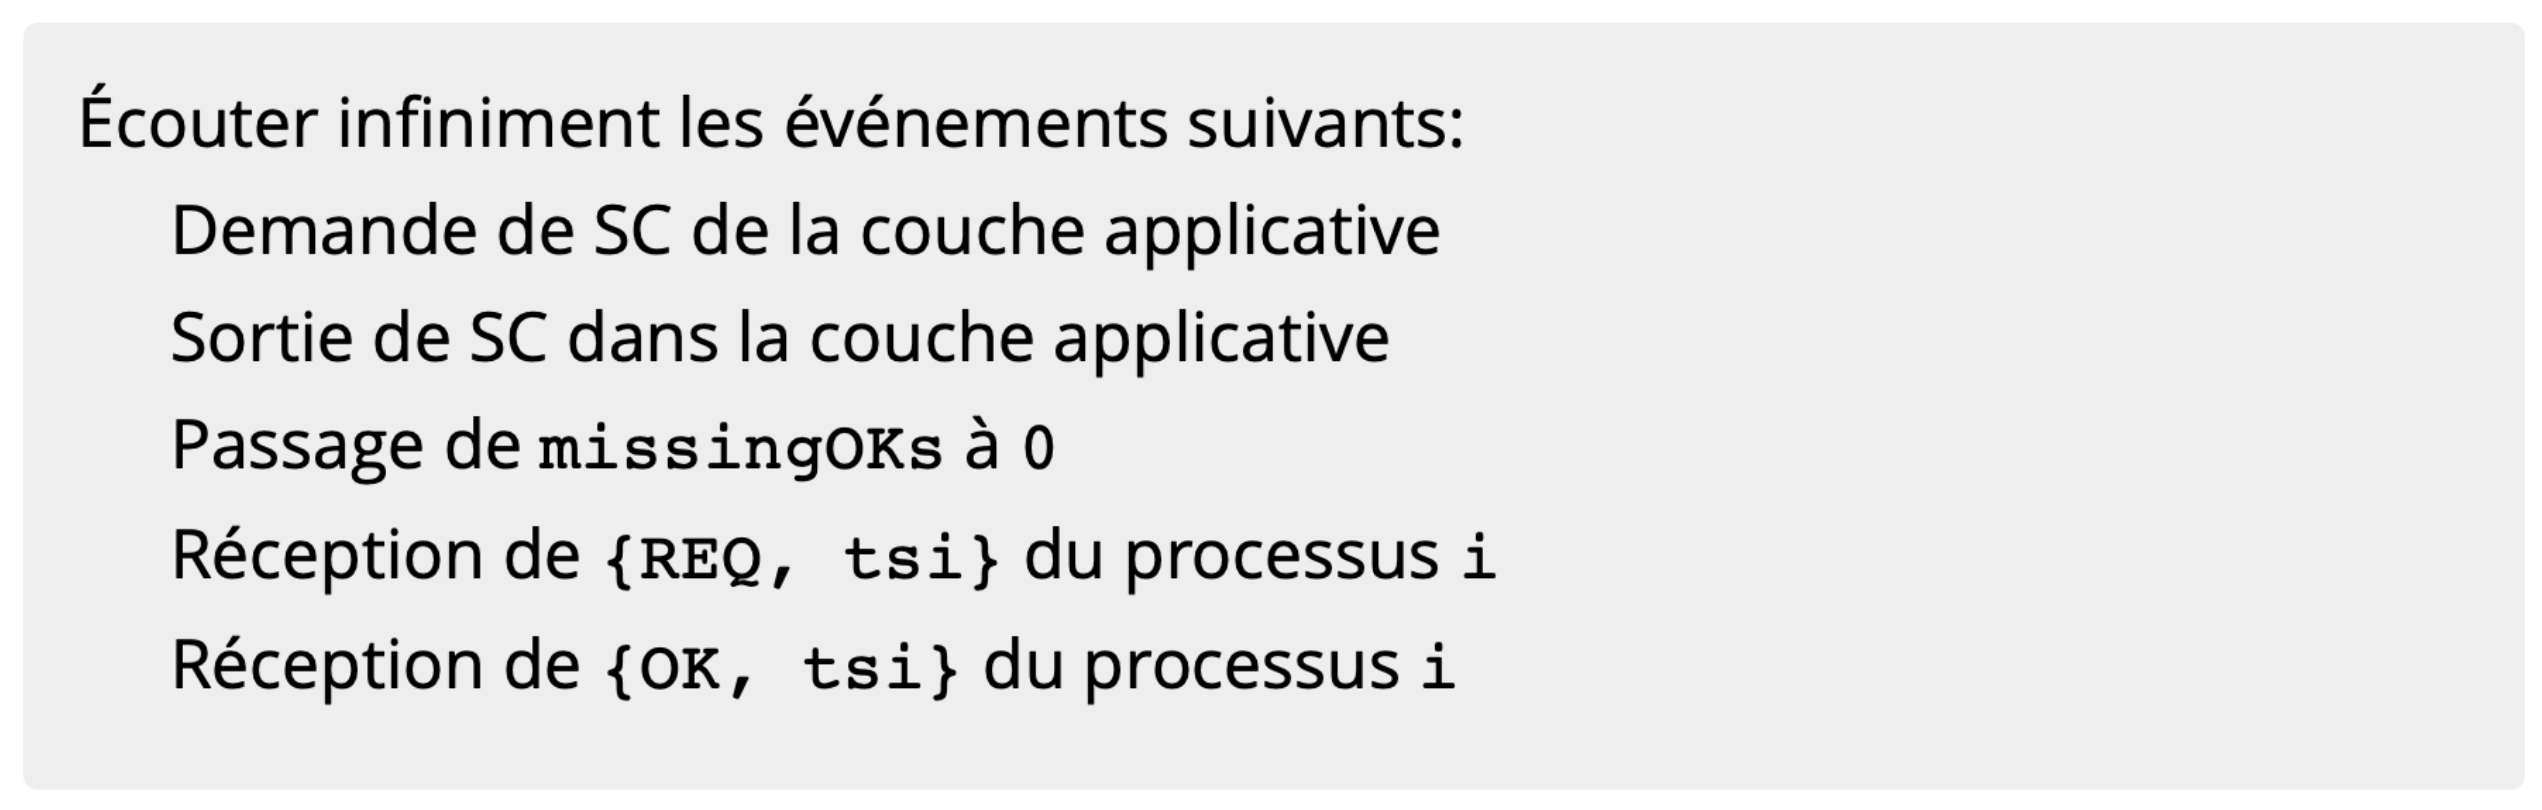 Écouter infiniment les événements suivants:
Demande de SC de la couche applicative
Sortie de SC dans la couche applicative
Passage de missingOKs à 0
Réception de {REQ, tsi} du processus i
Réception de {OK, tsi} du processus i